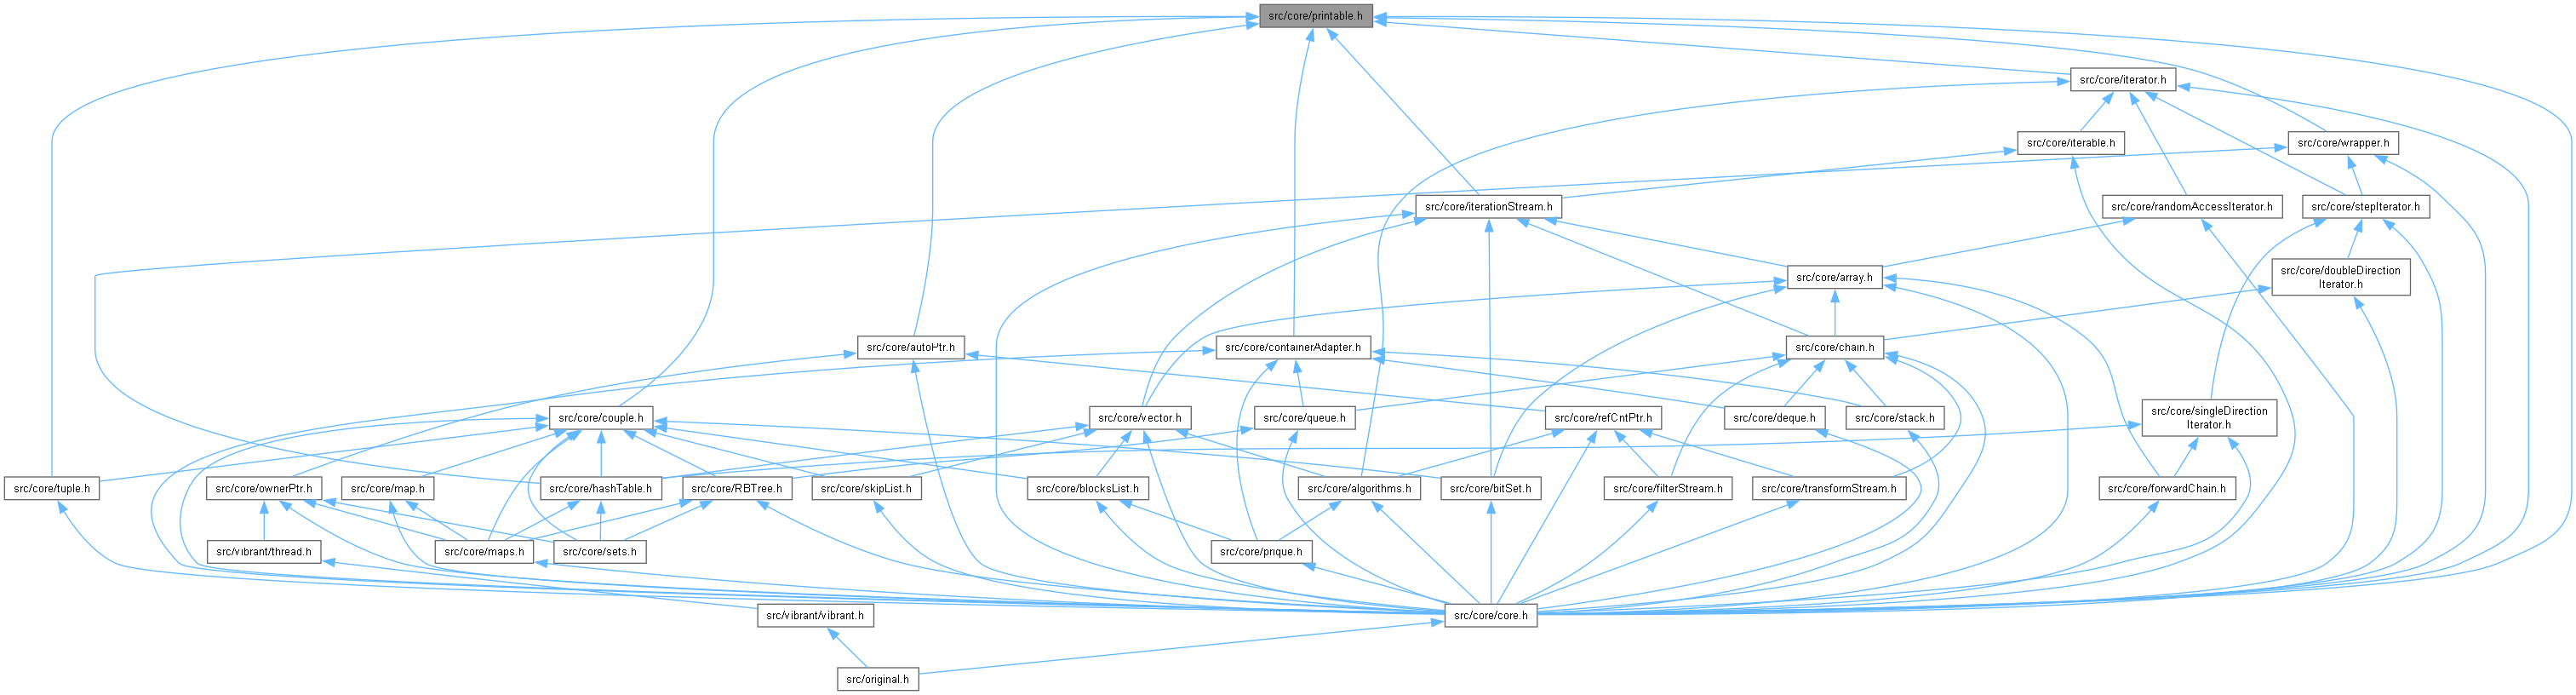 src/core/printable.h
src/core/iterator.h
src/core/iterable.h
src/core/wrapper.h
src/core/iterationStream.h
src/core/randomAccessIterator.h
src/core/stepIterator.h
src/core/array.h
src/core/doubleDirection
Iterator.h
src/core/autoPtr.h
src/core/containerAdapter.h
src/core/chain.h
src/core/couple.h
src/core/vector.h
src/core/queue.h
src/core/refCntPtr.h
src/core/deque.h
src/core/stack.h
src/core/singleDirection
Iterator.h
src/core/tuple.h
src/core/ownerPtr.h
src/core/map.h
src/core/hashTable.h
src/core/RBTree.h
src/core/skipList.h
src/core/blocksList.h
src/core/algorithms.h
src/core/bitSet.h
src/core/filterStream.h
src/core/transformStream.h
src/core/forwardChain.h
src/vibrant/thread.h
src/core/maps.h
src/core/sets.h
src/core/prique.h
src/vibrant/vibrant.h
src/core/core.h
src/original.h